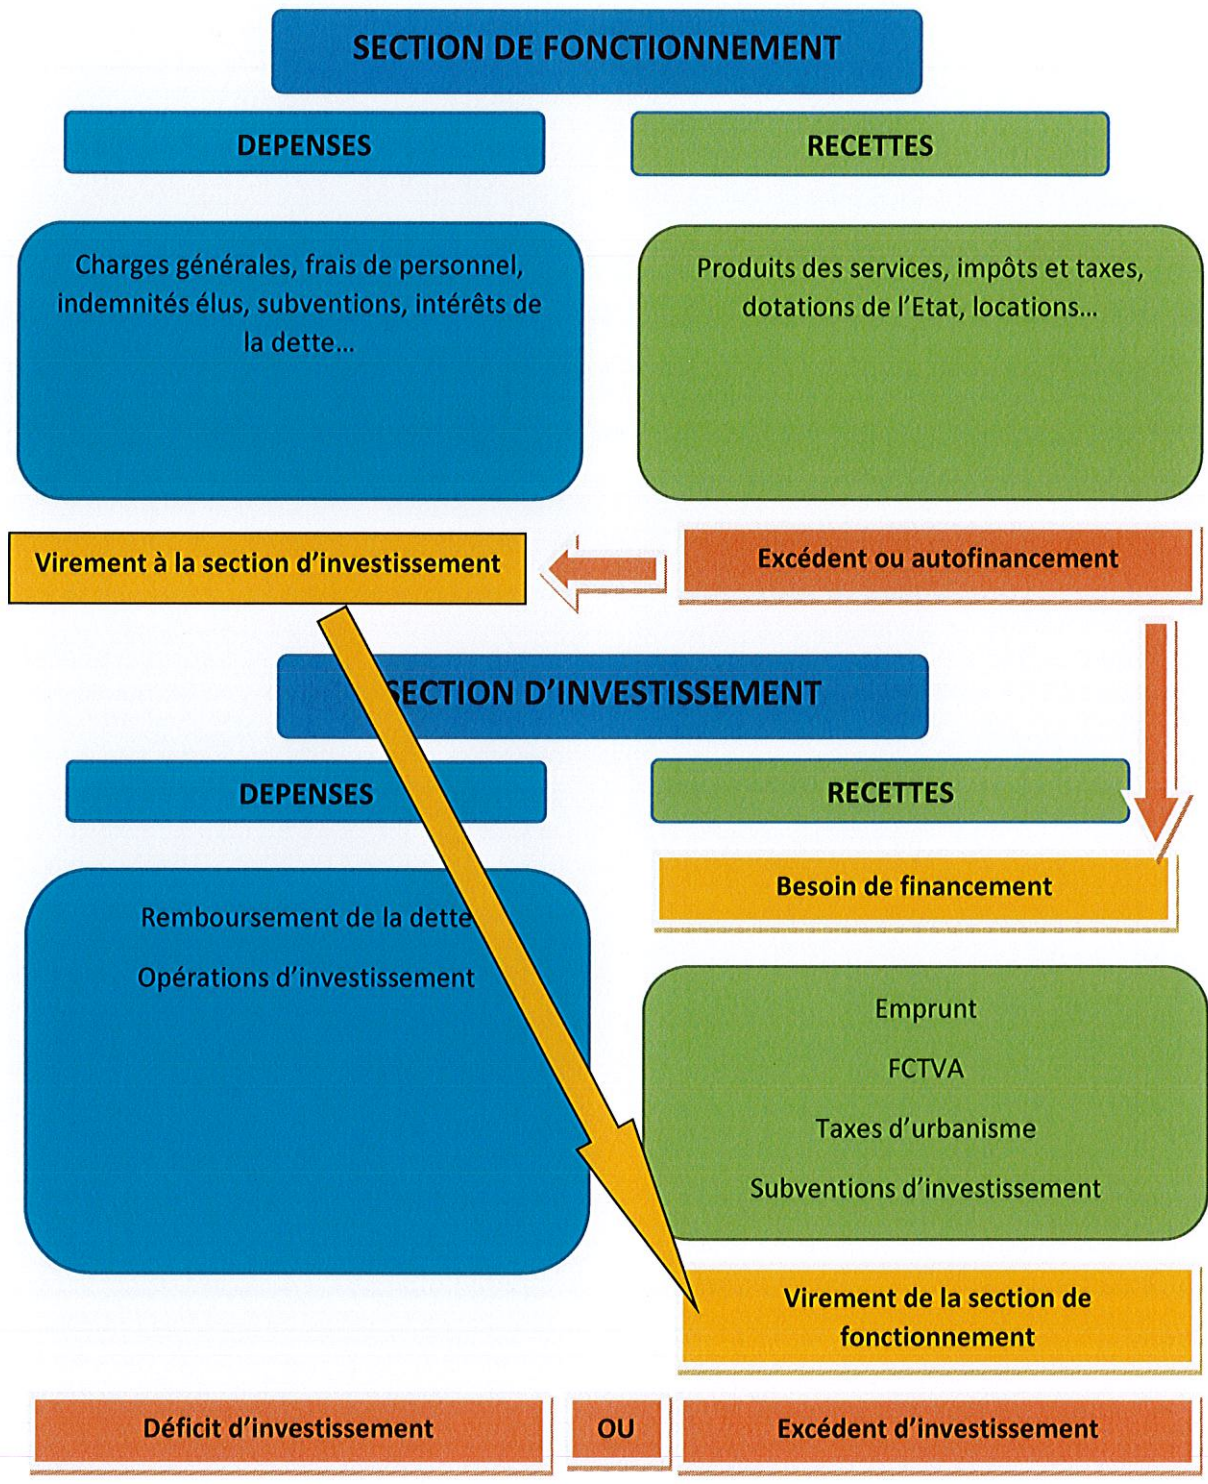 SECTION DE FONCTIONNEMENT
DEPENSES
RECETTES
Charges générales, frais de personnel,
indemnités élus, subventions, intérêts de
la dette…
Produits des services, impôts et taxes,
dotations de l’Etat, locations…
Virement à la section d’investissement
Excédent ou autofinancement
SECTION D’INVESTISSEMENT
DEPENSES
RECETTES
Besoin de financement
Remboursement de la dette
Opérations d’investissement
Emprunt
FCTVA
Taxes d’urbanisme
Subventions d’investissement
Virement de la section de
fonctionnement
Déficit d’investissement
OU
Excédent d’investissement